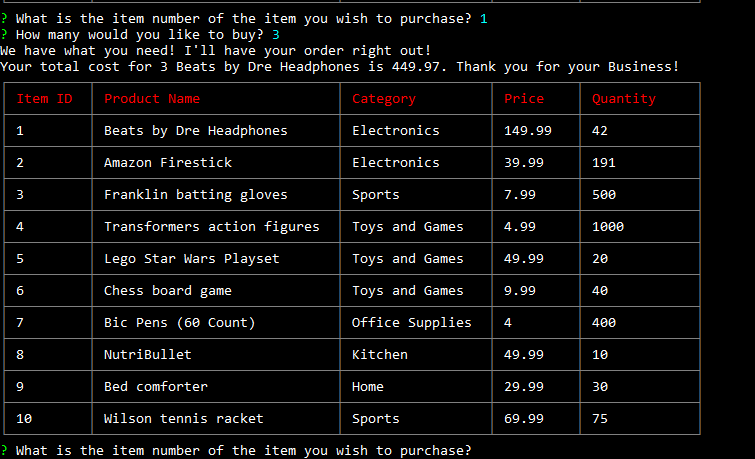 ? What is the item number of the item you wish to purchase? 1
? How many would you like to buy? 3
We have what you need! I'll have your order right out!
Your total cost for 3 Beats by Dre Headphones is 449.97. Thank you for your Business!
Item ID Product Name Category Price Quantity
1 Beats by Dre Headphones Electronics 149.99 42
2 Amazon Firestick Electronics 39.99 191
3 Franklin batting gloves Sports 7.99 500
4 Transformers action figures Toys and Games 4.99 1000
5 Lego Star Wars Playset Toys and Games 49.99 20
6 Chess board game Toys and Games 9.99 40
7 Bic Pens (60 Count) Office Supplies 4 400
8 NutriBullet Kitchen 49.99 10
9 Bed comforter Home 29.99 30
10 Wilson tennis racket Sports 69.99 75
? What is the item number of the item you wish to purchase?